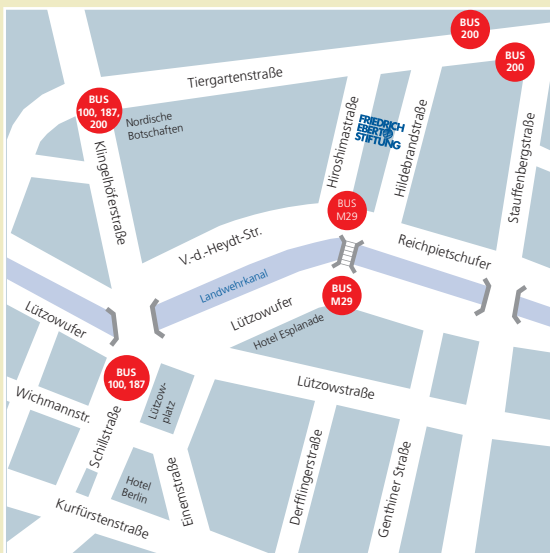 BUS
200
BUS
200
Tiergartenstraße
BUS
100, 187,
200
Nordische
Botschaften
FRIEDRICH
EBERT
STIFTUNG
Hiroshimastraße
Hildebrandstraße
Stauffenbergstraße
Klingelhöferstraße
BUS
M29
V.-d.-Heydt-Str.
Reichpietschufer
Landwehrkanal
BUS
M29
Lützowufer
Lützowufer
Hotel Esplanade
BUS
100, 187
Lützow-
platz
Lützowstraße
Wichmannstr.
Schillstraße
Einemstraße
Derfflingerstraße
Genthiner Straße
Hotel
Berlin
Kurfürstenstraße